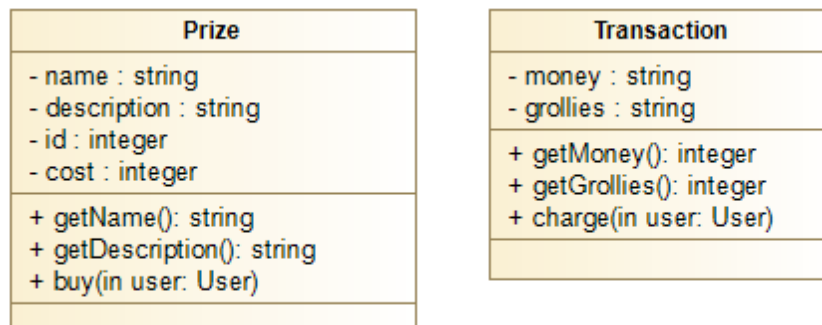 Prize
- name : string
- description : string
- id : integer
- cost : integer
+ getName(): string
+ getDescription(): string
+ buy(in user: User)
Transaction
- money : string
- grollies : string
+ getMoney(): integer
+ getGrollies(): integer
+ charge(in user: User)